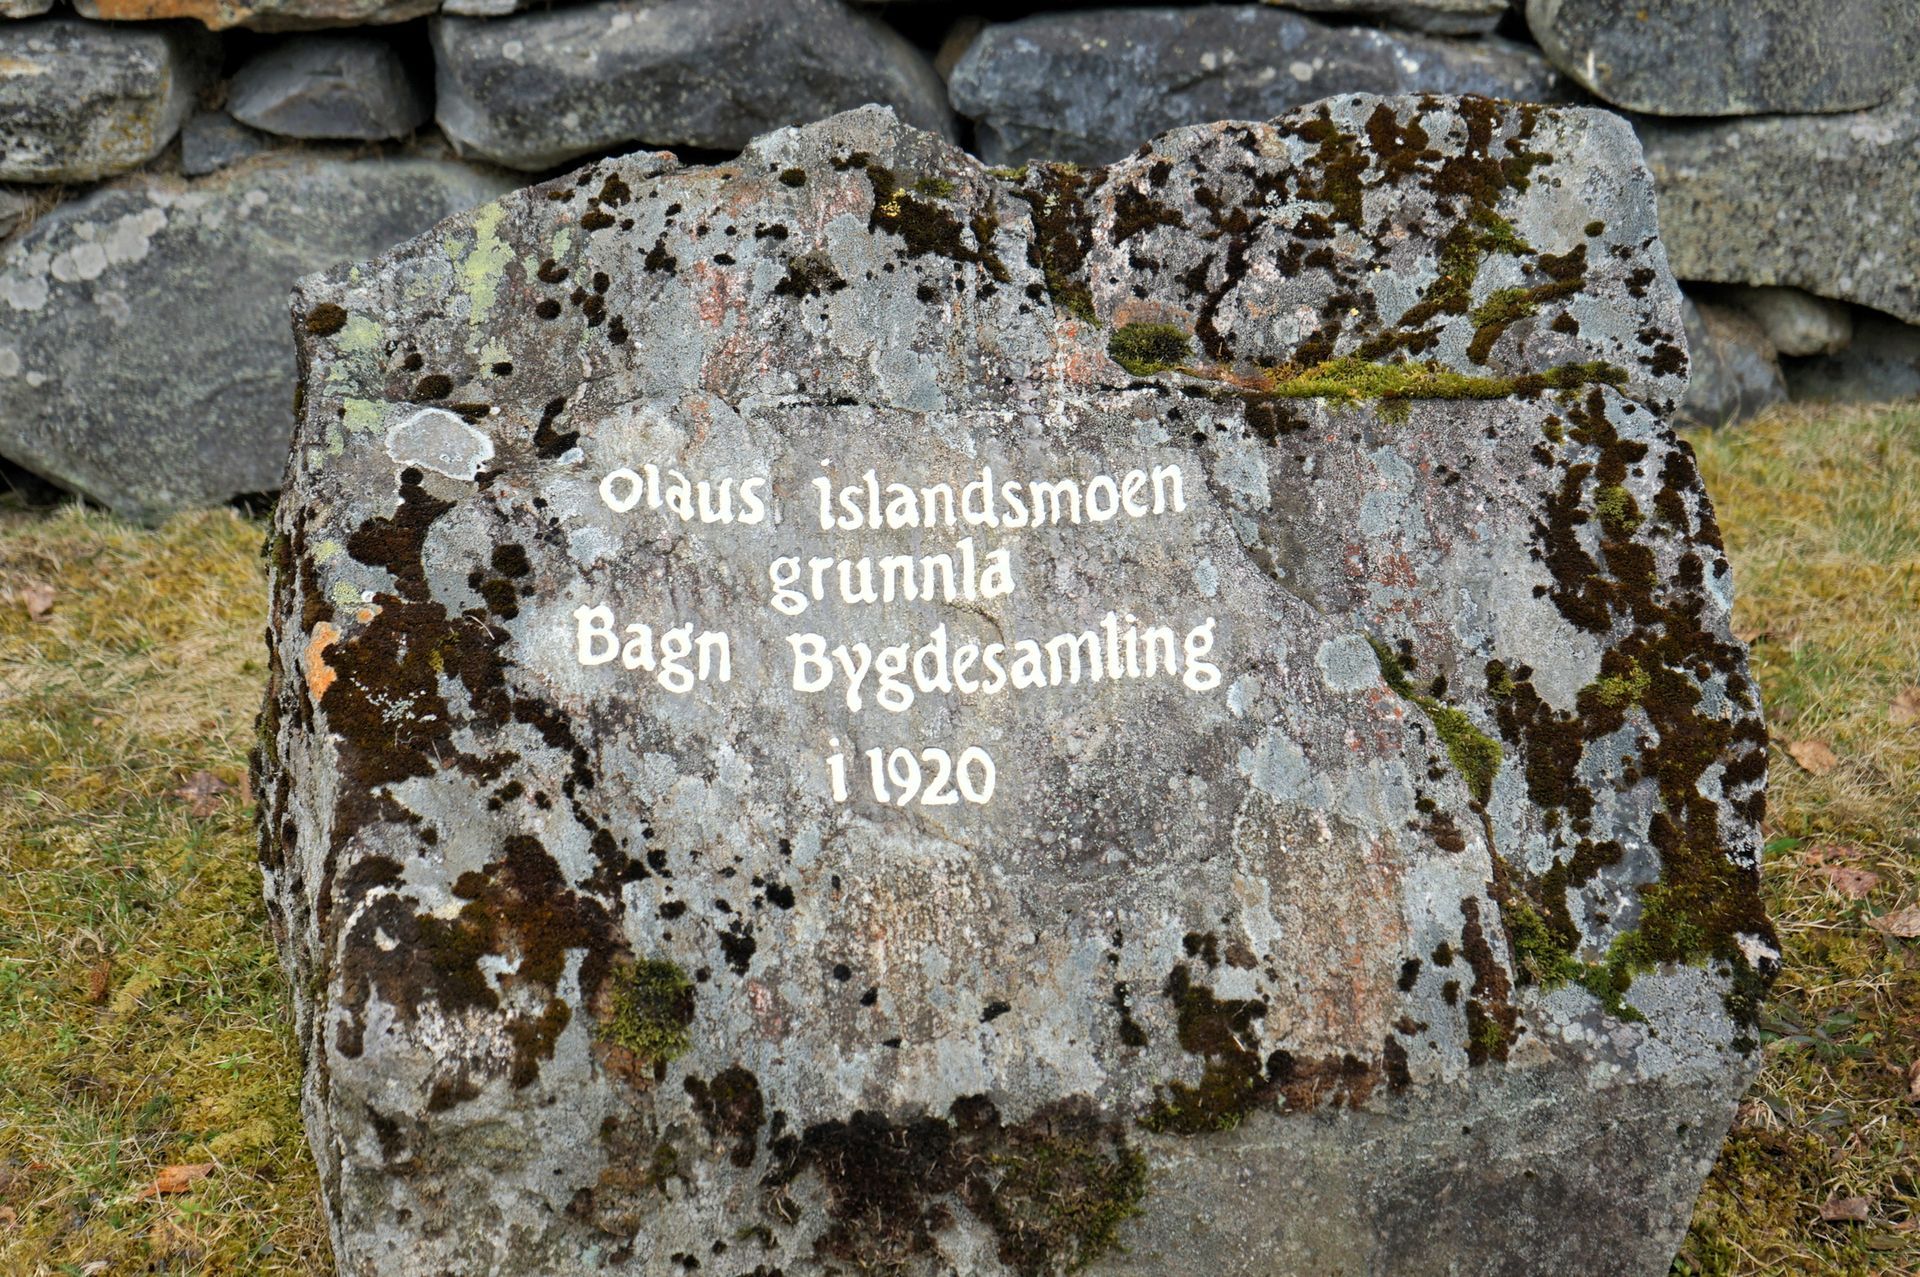 olaus islandsmoen
grunnla
Bagn Bygdesamling
i 1920